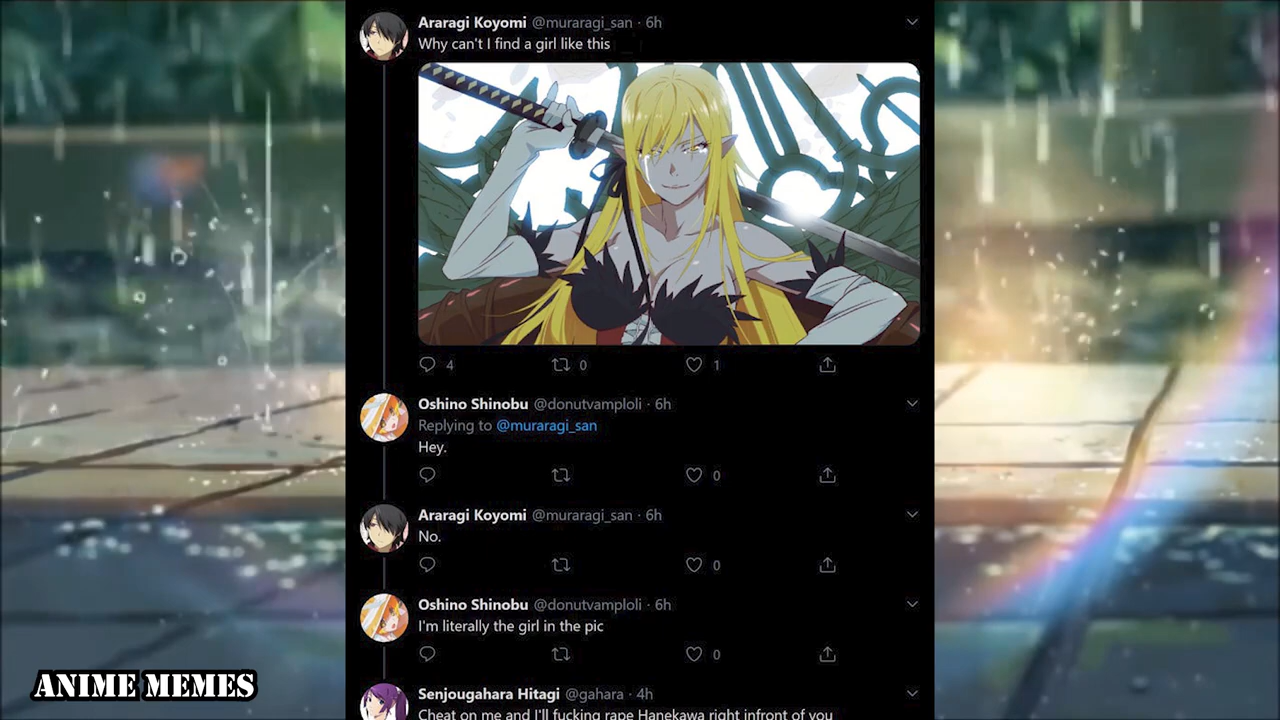 Araragi Koyomi @muraragi_san · 6h
Why can't I find a girl like this
4 0 1
Oshino Shinobu @donutvamploli · 6h
Replying to @muraragi_san
Hey.
0
Araragi Koyomi @muraragi_san · 6h
No.
0
Oshino Shinobu @donutvamploli · 6h
I'm literally the girl in the pic
0
Senjougahara Hitagi @gahara · 4h
Cheat on me and I'll fucking rape Hanekawa right infront of you
ANIME MEMES